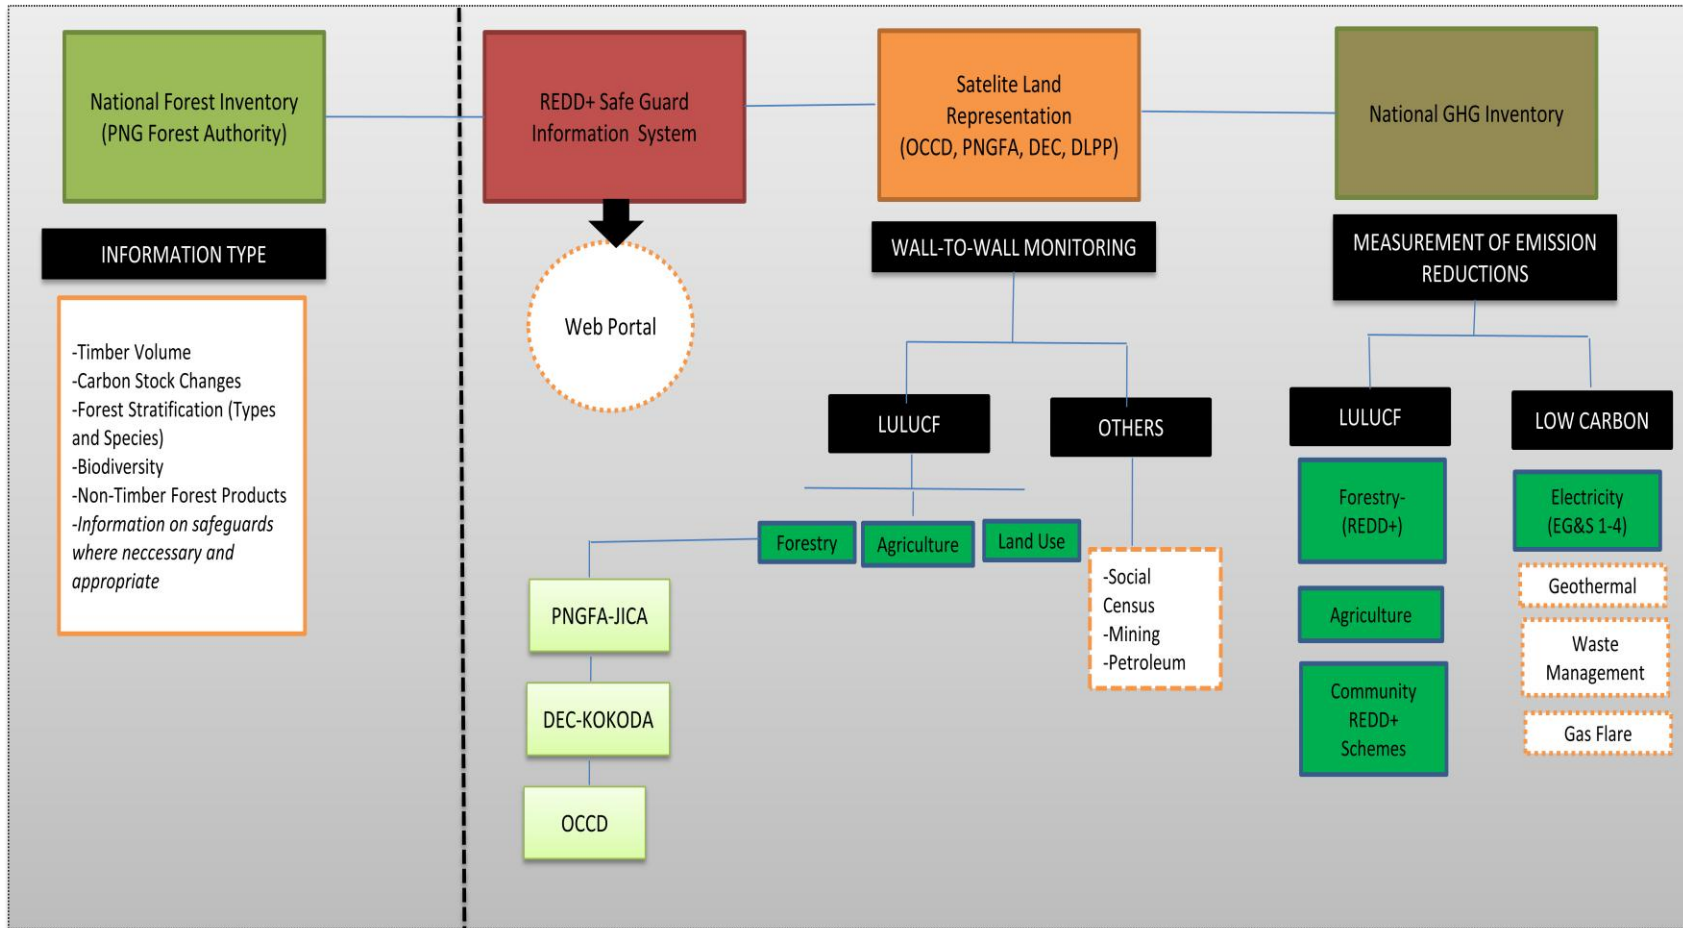 National Forest Inventory
(PNG Forest Authority)
REDD+ Safe Guard
Information System
Satelite Land
Representation
(OCCD, PNGFA, DEC, DLPP)
National GHG Inventory
INFORMATION TYPE
-Timber Volume
-Carbon Stock Changes
-Forest Stratification (Types
and Species)
-Biodiversity
-Non-Timber Forest Products
-Information on safeguards
where neccessary and
appropriate
Web Portal
WALL-TO-WALL MONITORING
LULUCF
OTHERS
Forestry
Agriculture
Land Use
PNGFA-JICA
DEC-KOKODA
OCCD
-Social
Census
-Mining
-Petroleum
MEASUREMENT OF EMISSION
REDUCTIONS
LULUCF
LOW CARBON
Forestry-
(REDD+)
Agriculture
Community
REDD+
Schemes
Electricity
(EG&S 1-4)
Geothermal
Waste
Management
Gas Flare